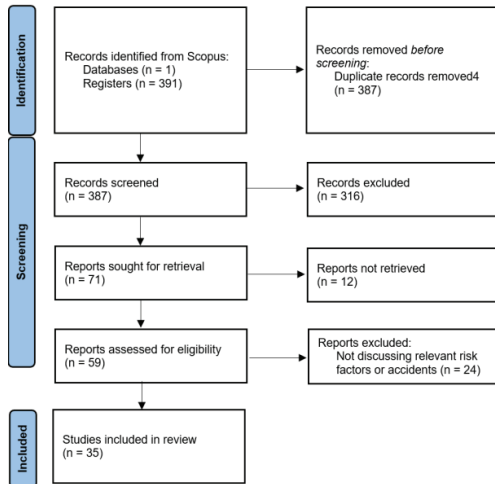 Identification
Records identified from Scopus:
Databases (n = 1)
Registers (n = 391)
Records removed before
screening:
Duplicate records removed4
(n = 387)
Screening
Records screened
(n = 387)
Records excluded
(n = 316)
Reports sought for retrieval
(n = 71)
Reports not retrieved
(n = 12)
Reports assessed for eligibility
(n = 59)
Reports excluded:
Not discussing relevant risk
factors or accidents (n = 24)
Included
Studies included in review
(n = 35)